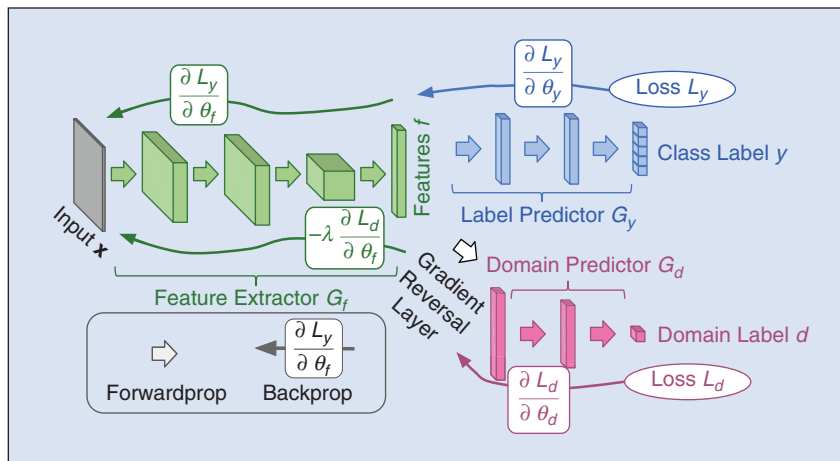 ∂ L_y
∂ θ_f
∂ L_y
∂ θ_y
Loss L_y
Features f
Class Label y
Input x
Label Predictor G_y
−λ ∂ L_d
∂ θ_f
Feature Extractor G_f
Gradient
Reversal
Layer
Domain Predictor G_d
Domain Label d
∂ L_y
∂ θ_f
Forwardprop
Backprop
∂ L_d
∂ θ_d
Loss L_d